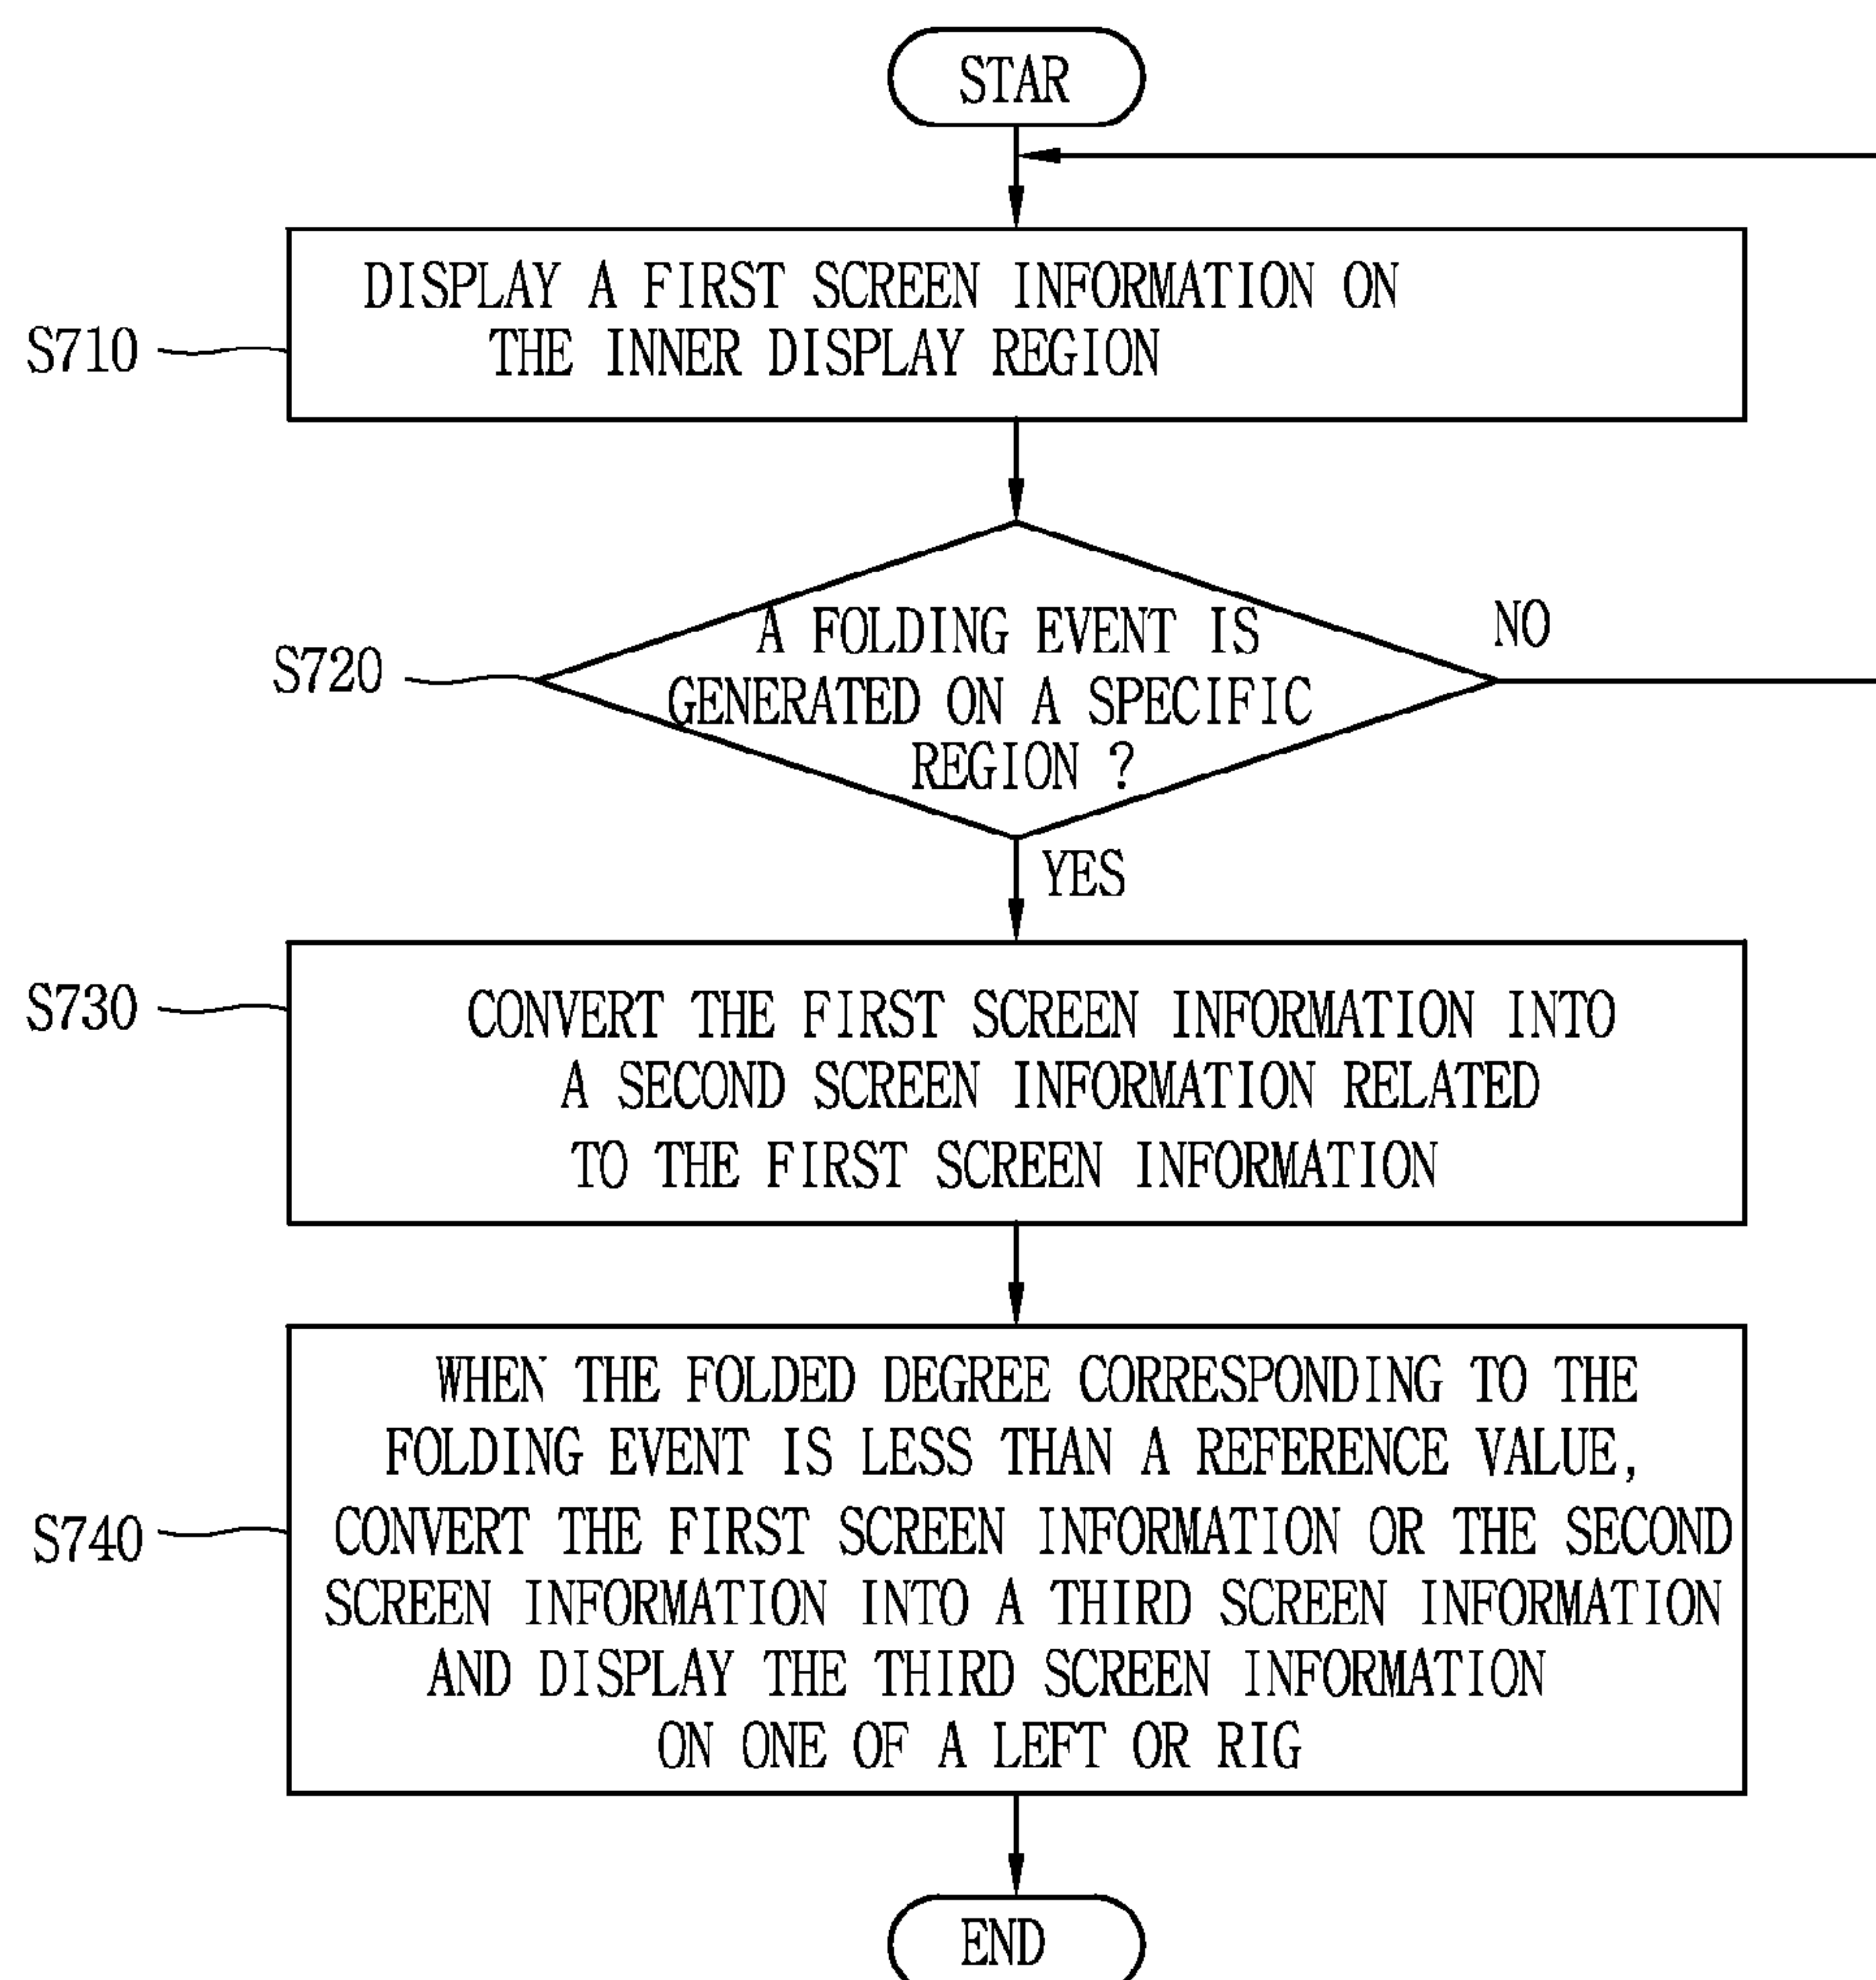 STAR
DISPLAY A FIRST SCREEN INFORMATION ON
THE INNER DISPLAY REGION
S710
A FOLDING EVENT IS
GENERATED ON A SPECIFIC
REGION ?
S720
NO
YES
S730
CONVERT THE FIRST SCREEN INFORMATION INTO
A SECOND SCREEN INFORMATION RELATED
TO THE FIRST SCREEN INFORMATION
WHEN THE FOLDED DEGREE CORRESPONDING TO THE
FOLDING EVENT IS LESS THAN A REFERENCE VALUE,
CONVERT THE FIRST SCREEN INFORMATION OR THE SECOND
SCREEN INFORMATION INTO A THIRD SCREEN INFORMATION
AND DISPLAY THE THIRD SCREEN INFORMATION
ON ONE OF A LEFT OR RIG
S740
END